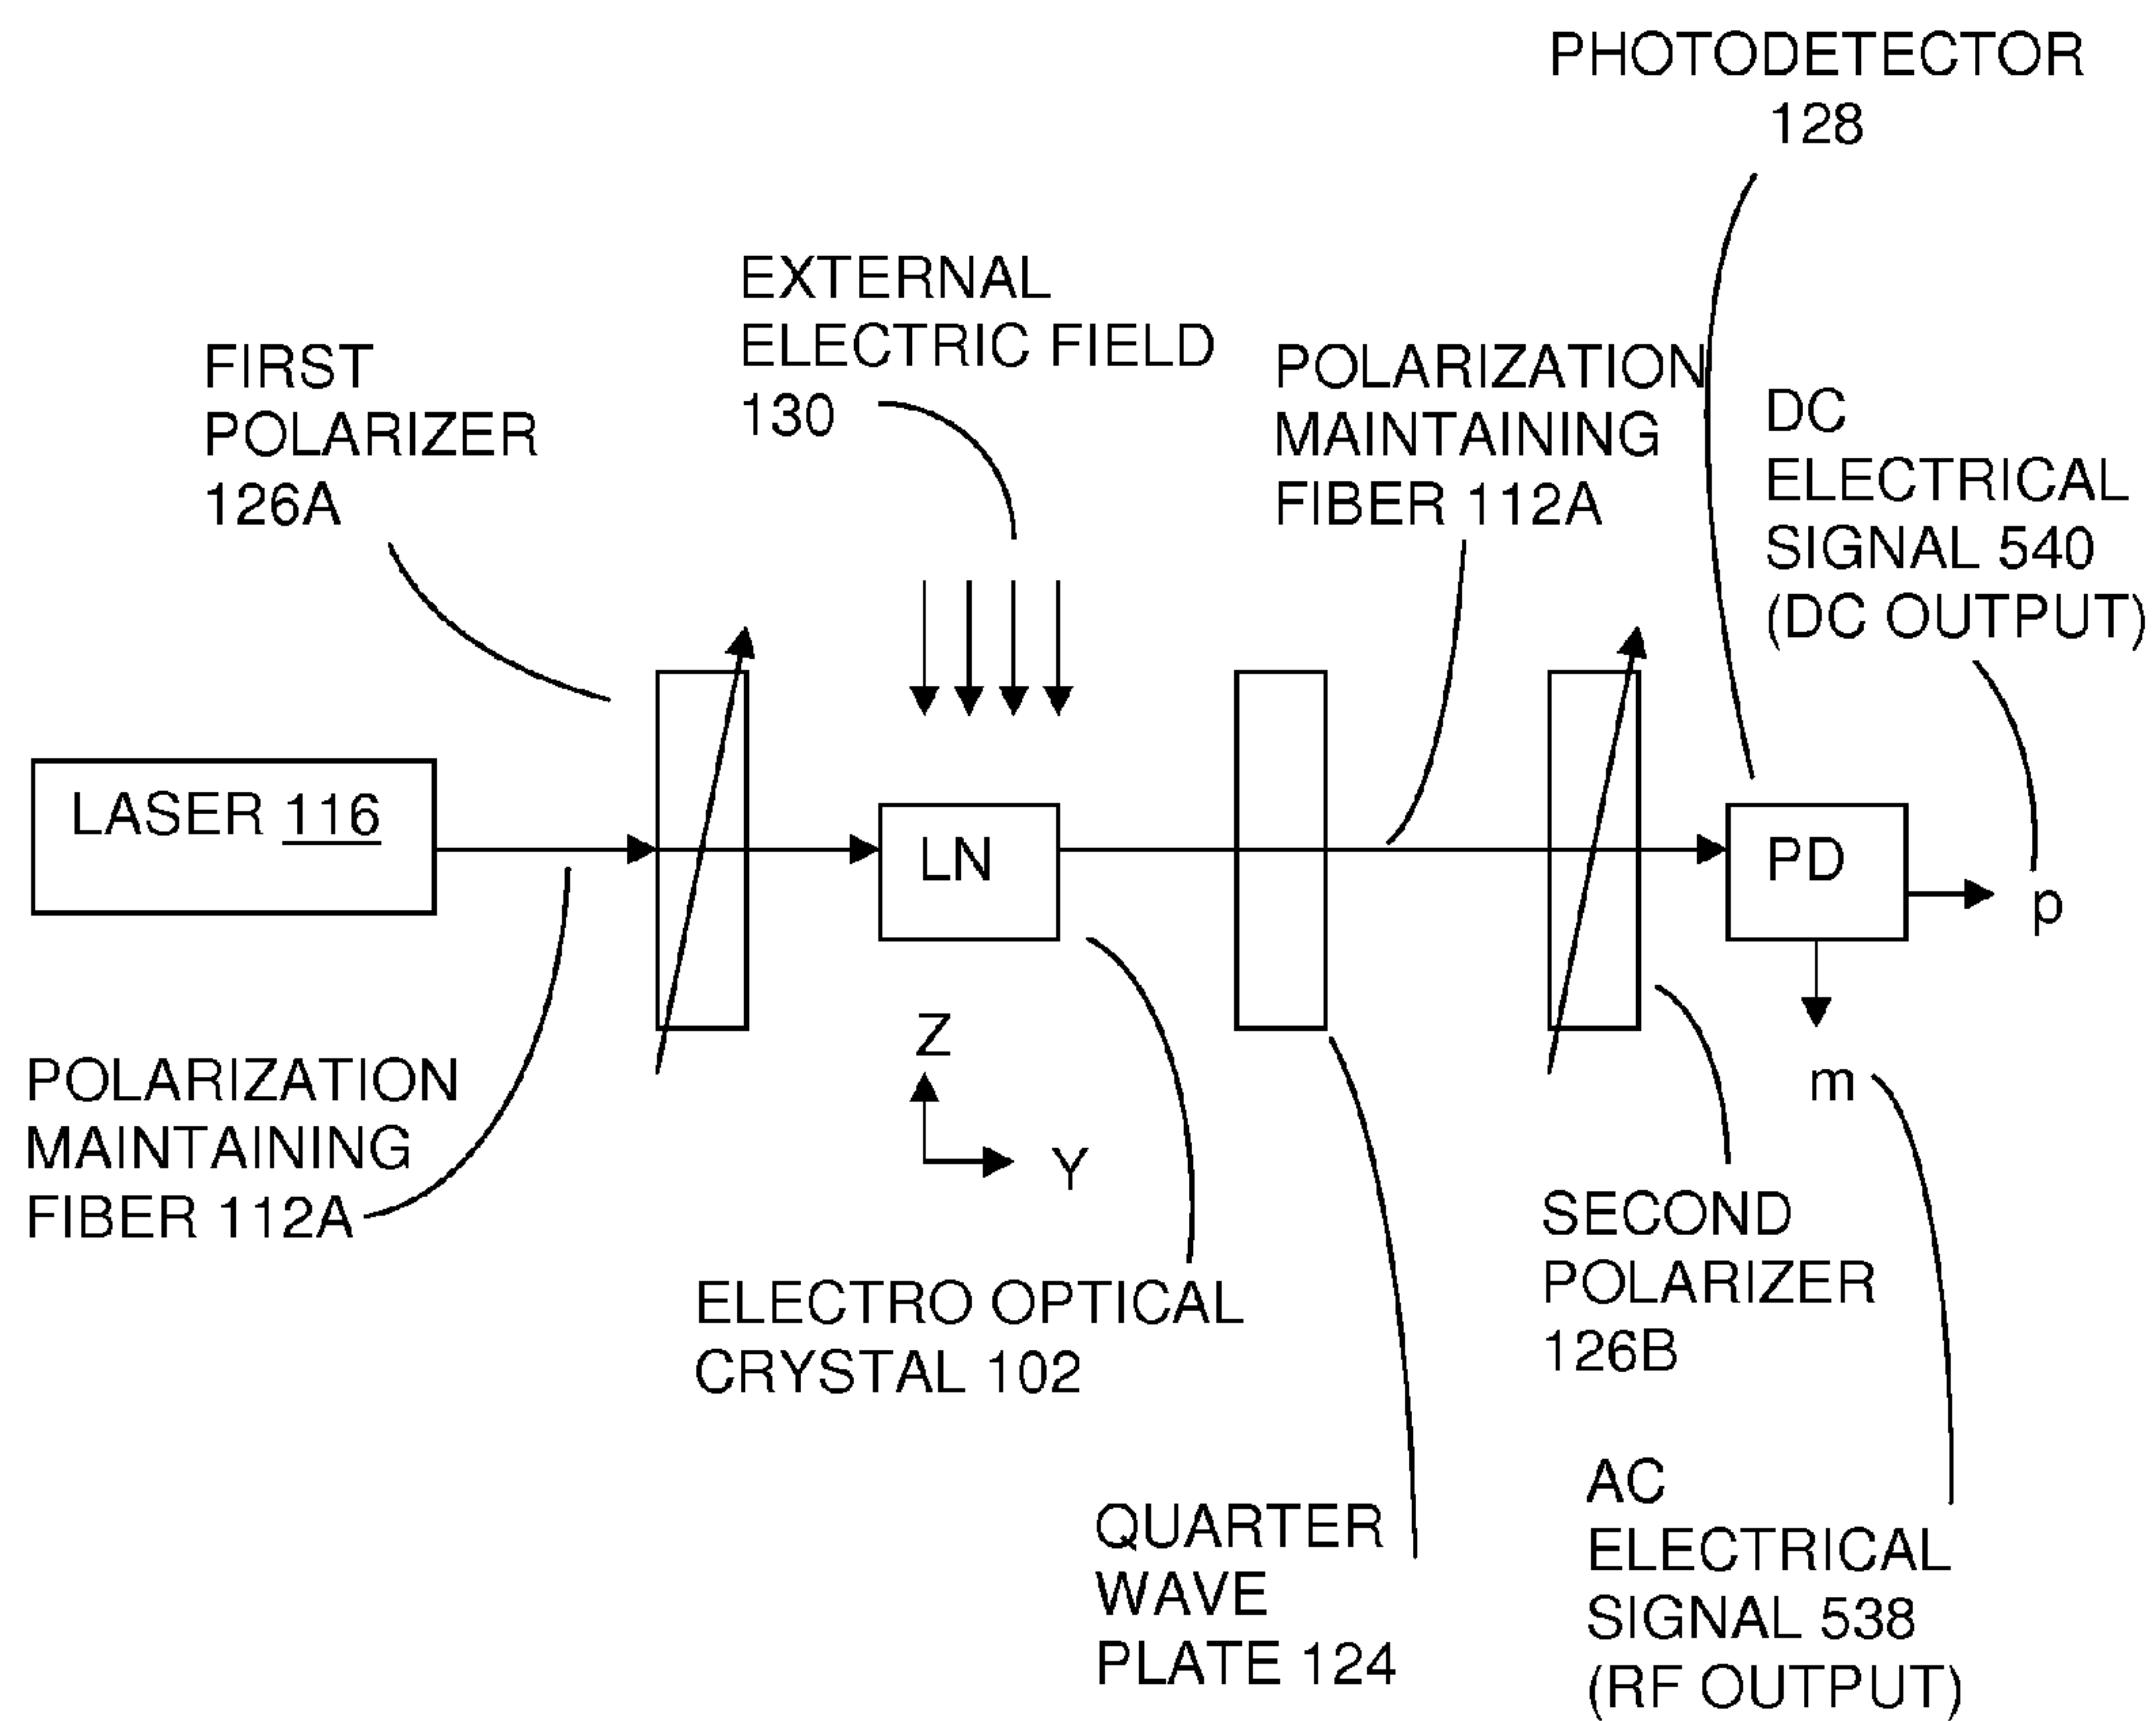 PHOTODETECTOR
128
EXTERNAL
ELECTRIC FIELD
130
FIRST
POLARIZER
126A
POLARIZATION
MAINTAINING
FIBER 112A
DC
ELECTRICAL
SIGNAL 540
(DC OUTPUT)
LASER 116
LN
PD
p
m
Z
Y
POLARIZATION
MAINTAINING
FIBER 112A
ELECTRO OPTICAL
CRYSTAL 102
SECOND
POLARIZER
126B
QUARTER
WAVE
PLATE 124
AC
ELECTRICAL
SIGNAL 538
(RF OUTPUT)